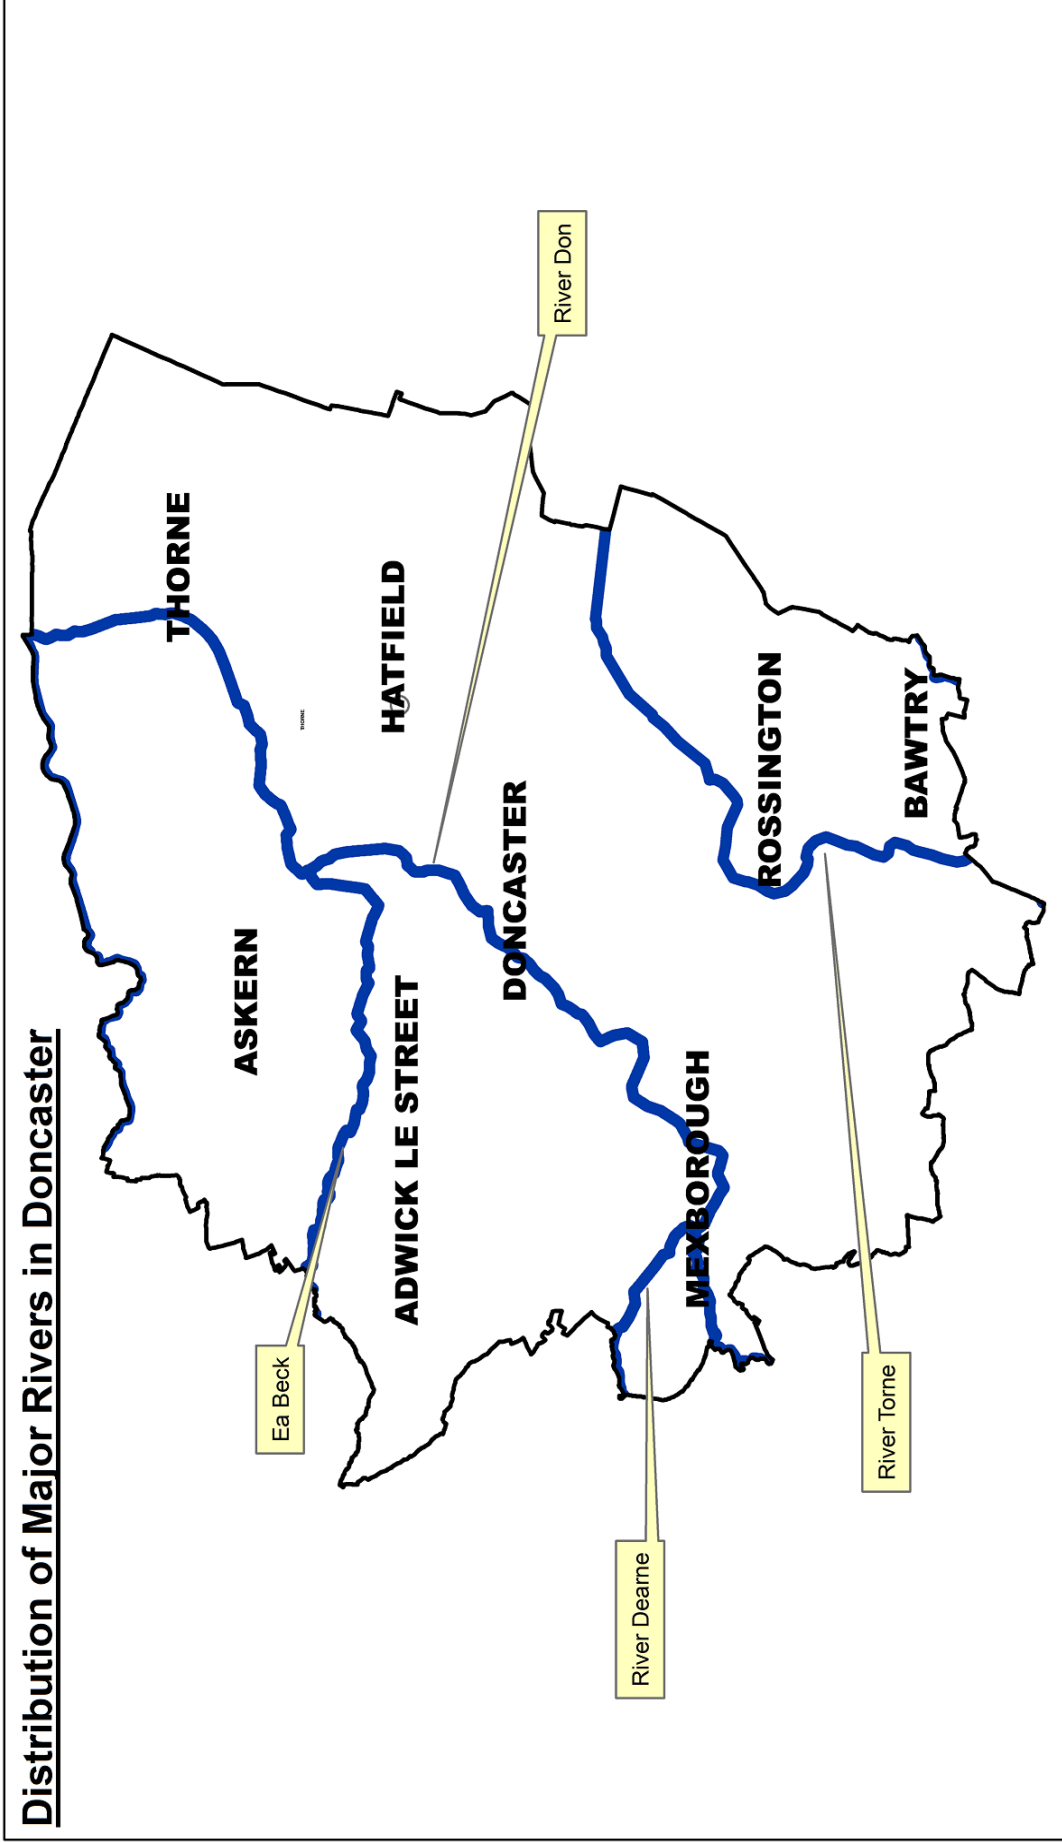 Distribution of Major Rivers in Doncaster
THORNE
River Don
HATFIELD
THORNE
ASKERN
Ea Beck
ADWICK LE STREET
DONCASTER
River Dearne
MEXBOROUGH
ROSSINGTON
River Torne
BAWTRY